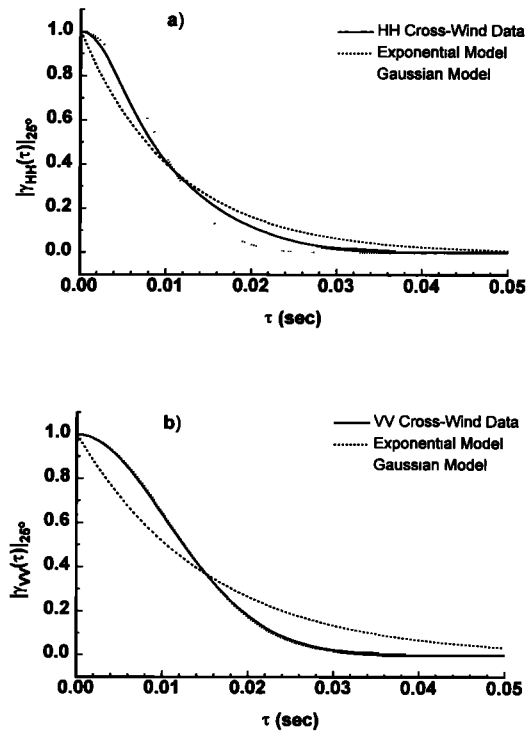 a)
HH Cross-Wind Data
Exponential Model
Gaussian Model
1.0
0.8
0.6
0.4
0.2
0.0
|γHH(τ)|25º
0.00 0.01 0.02 0.03 0.04 0.05
τ (sec)
b)
VV Cross-Wind Data
Exponential Model
Gaussian Model
1.0
0.8
0.6
0.4
0.2
0.0
|γVV(τ)|25º
0.00 0.01 0.02 0.03 0.04 0.05
τ (sec)